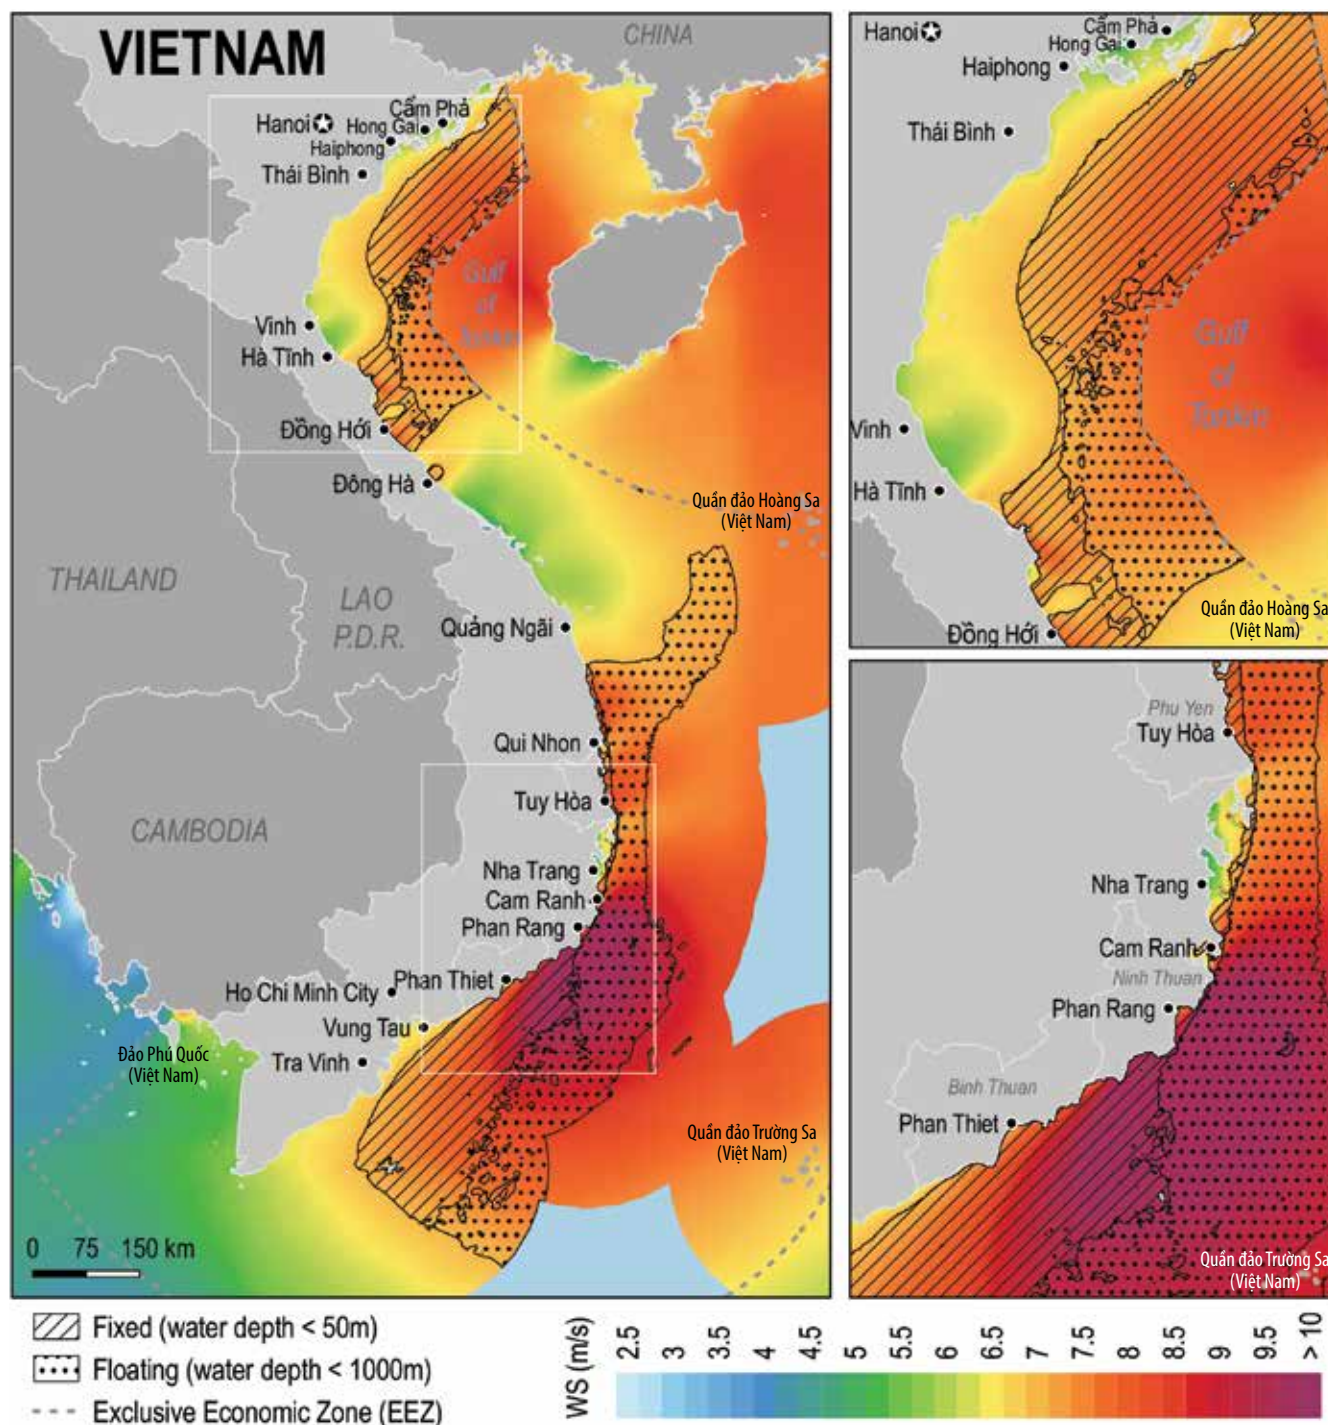 VIETNAM
CHINA
Hanoi
Cẩm Phả
Hong Gai
Haiphong
Thái Bình
Gulf
of
Tonkin
Vinh
Hà Tĩnh
Đồng Hới
Đông Hà
Quần đảo Hoàng Sa
(Việt Nam)
THAILAND
LAO
P.D.R.
Quảng Ngãi
Qui Nhon
Tuy Hòa
CAMBODIA
Nha Trang
Cam Ranh
Phan Rang
Phan Thiet
Ho Chi Minh City
Vung Tau
Đảo Phú Quốc
(Việt Nam)
Tra Vinh
Quần đảo Trường Sa
(Việt Nam)
0 75 150 km
Hanoi
Cẩm Phả
Hong Gai
Haiphong
Thái Bình
Gulf
of
Tonkin
Vinh
Hà Tĩnh
Quần đảo Hoàng Sa
(Việt Nam)
Đồng Hới
Phu Yen
Tuy Hòa
Nha Trang
Cam Ranh
Ninh Thuan
Phan Rang
Binh Thuan
Phan Thiet
Quần đảo Trường Sa
(Việt Nam)
Fixed (water depth < 50m)
Floating (water depth < 1000m)
Exclusive Economic Zone (EEZ)
WS (m/s)
2.5 3 3.5 4 4.5 5 5.5 6 6.5 7 7.5 8 8.5 9 9.5 > 10